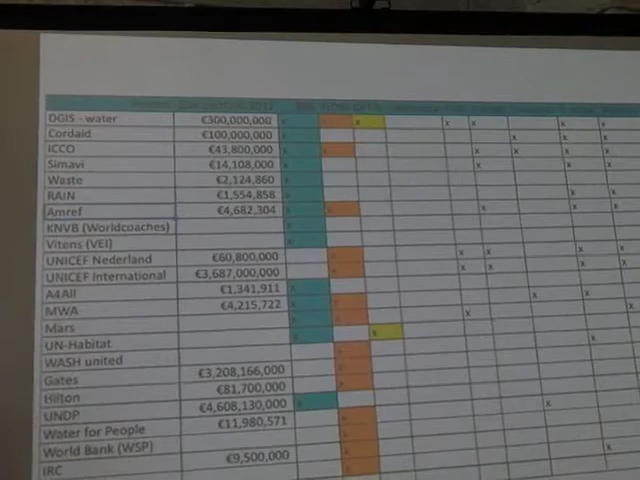 DGIS - water €300,000,000 x x x x x
Cordaid €100,000,000 x x x
ICCO €43,800,000 x x x x
Simavi €14,108,000 x x x
Waste €2,124,860
RAIN €1,554,858 x x
Amref €4,682,304 x x x
KNVB (Worldcoaches)
Vitens (VEI)
UNICEF Nederland €60,800,000 x x x x
UNICEF International €3,687,000,000 x x x x
A4All €1,341,911 x x
MWA €4,215,722 x x
Mars
UN-Habitat x x
WASH united
Gates €3,208,166,000
Hilton €81,700,000
UNDP €4,608,130,000 x
Water for People €11,980,571
World Bank (WSP) x
IRC €9,500,000